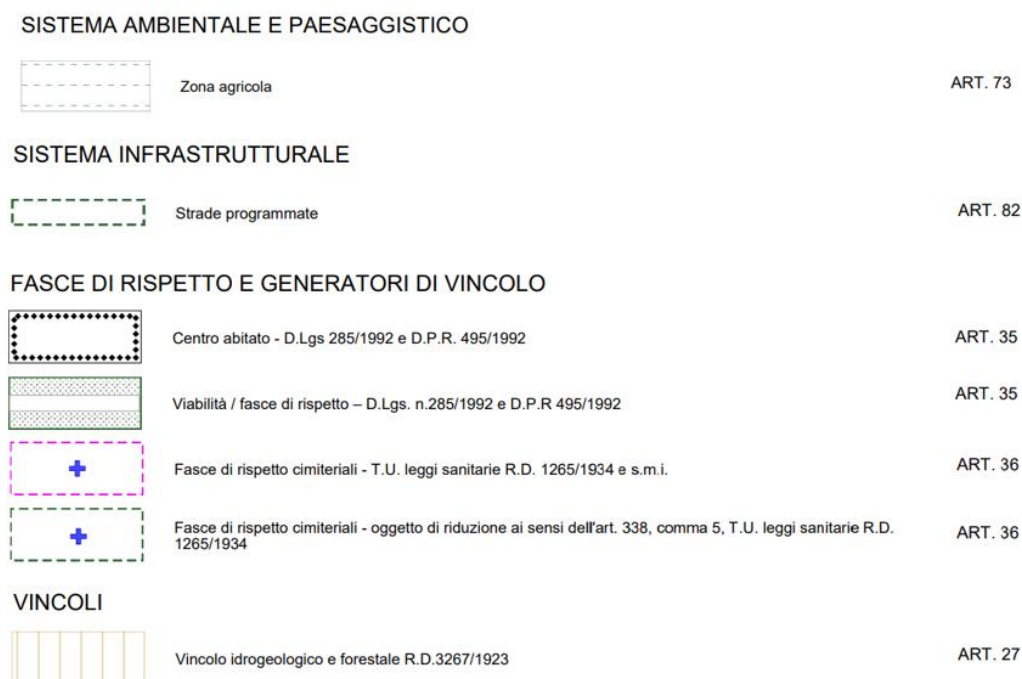 SISTEMA AMBIENTALE E PAESAGGISTICO
Zona agricola ART. 73
SISTEMA INFRASTRUTTURALE
Strade programmate ART. 82
FASCE DI RISPETTO E GENERATORI DI VINCOLO
Centro abitato - D.Lgs 285/1992 e D.P.R. 495/1992 ART. 35
Viabilità / fasce di rispetto – D.Lgs. n.285/1992 e D.P.R 495/1992 ART. 35
Fasce di rispetto cimiteriali - T.U. leggi sanitarie R.D. 1265/1934 e s.m.i. ART. 36
Fasce di rispetto cimiteriali - oggetto di riduzione ai sensi dell'art. 338, comma 5, T.U. leggi sanitarie R.D. ART. 36
1265/1934
VINCOLI
Vincolo idrogeologico e forestale R.D.3267/1923 ART. 27